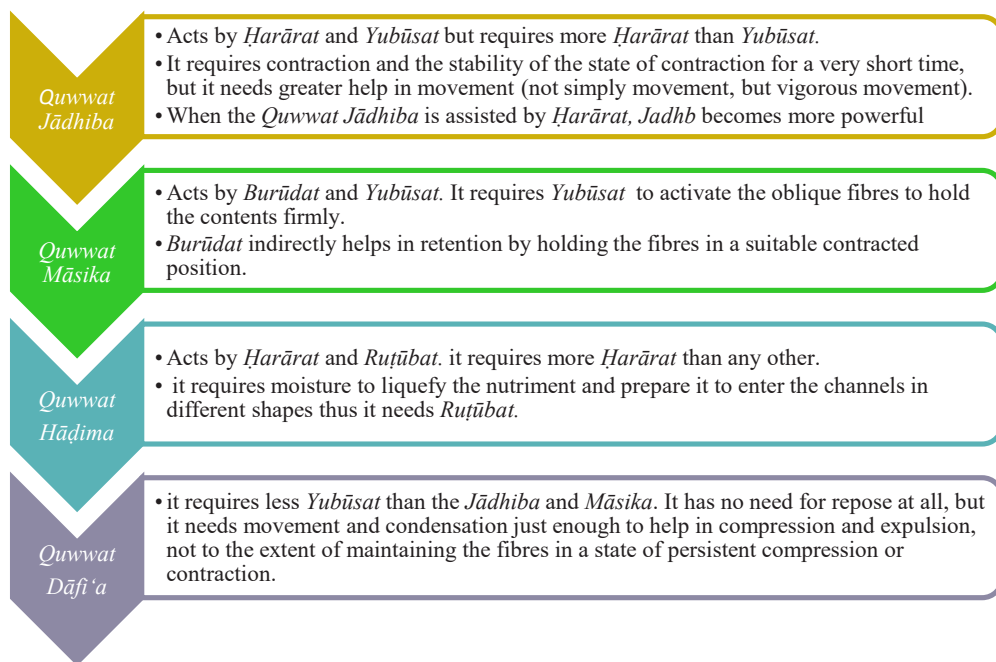 Quwwat
Jādhiba
• Acts by Ḥarārat and Yubūsat but requires more Ḥarārat than Yubūsat.
• It requires contraction and the stability of the state of contraction for a very short time,
but it needs greater help in movement (not simply movement, but vigorous movement).
• When the Quwwat Jādhiba is assisted by Ḥarārat, Jadhb becomes more powerful
Quwwat
Māsika
• Acts by Burūdat and Yubūsat. It requires Yubūsat to activate the oblique fibres to hold
the contents firmly.
• Burūdat indirectly helps in retention by holding the fibres in a suitable contracted
position.
Quwwat
Hāḍima
• Acts by Ḥarārat and Ruṭūbat. it requires more Ḥarārat than any other.
• it requires moisture to liquefy the nutriment and prepare it to enter the channels in
different shapes thus it needs Ruṭūbat.
Quwwat
Dāfi‘a
• it requires less Yubūsat than the Jādhiba and Māsika. It has no need for repose at all, but
it needs movement and condensation just enough to help in compression and expulsion,
not to the extent of maintaining the fibres in a state of persistent compression or
contraction.